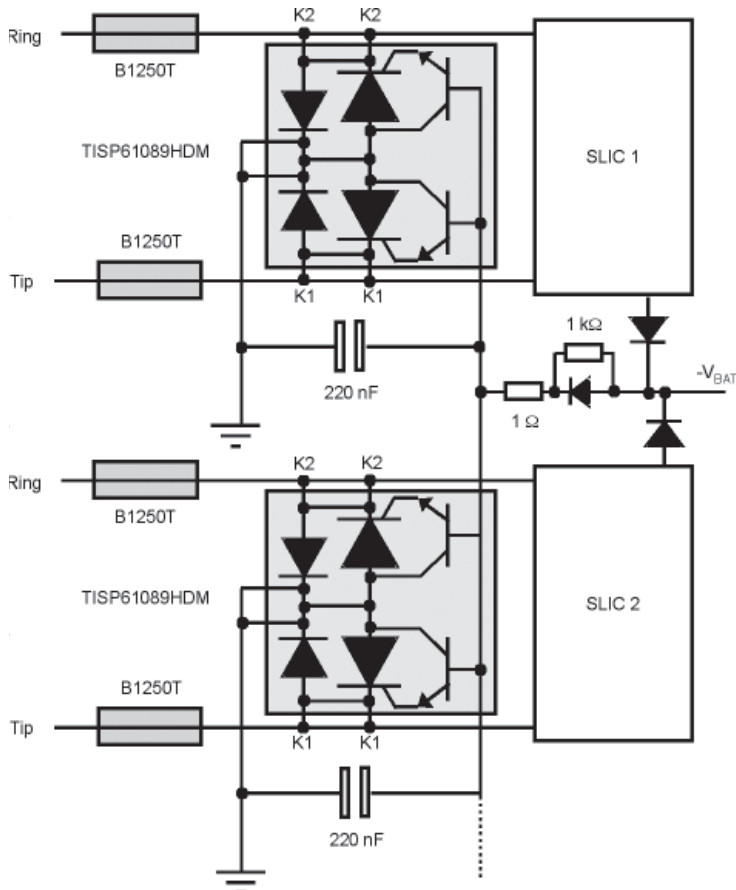 K2 K2
Ring
B1250T
TISP61089HDM
SLIC 1
B1250T
Tip
K1 K1
1 kΩ
-VBAT
220 nF
1 Ω
K2 K2
Ring
B1250T
TISP61089HDM
SLIC 2
B1250T
Tip
K1 K1
220 nF